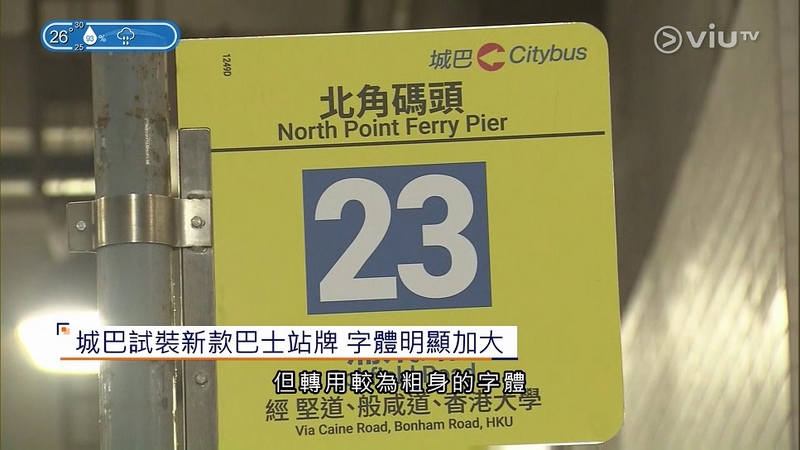 26°
30
93 %
25
viuTV
1249D
城巴 Citybus
北角碼頭
North Point Ferry Pier
23
城巴試裝新款巴士站牌 字體明顯加大
但轉用較為粗身的字體
經 堅道、般咸道、香港大學
Via Caine Road, Bonham Road, HKU